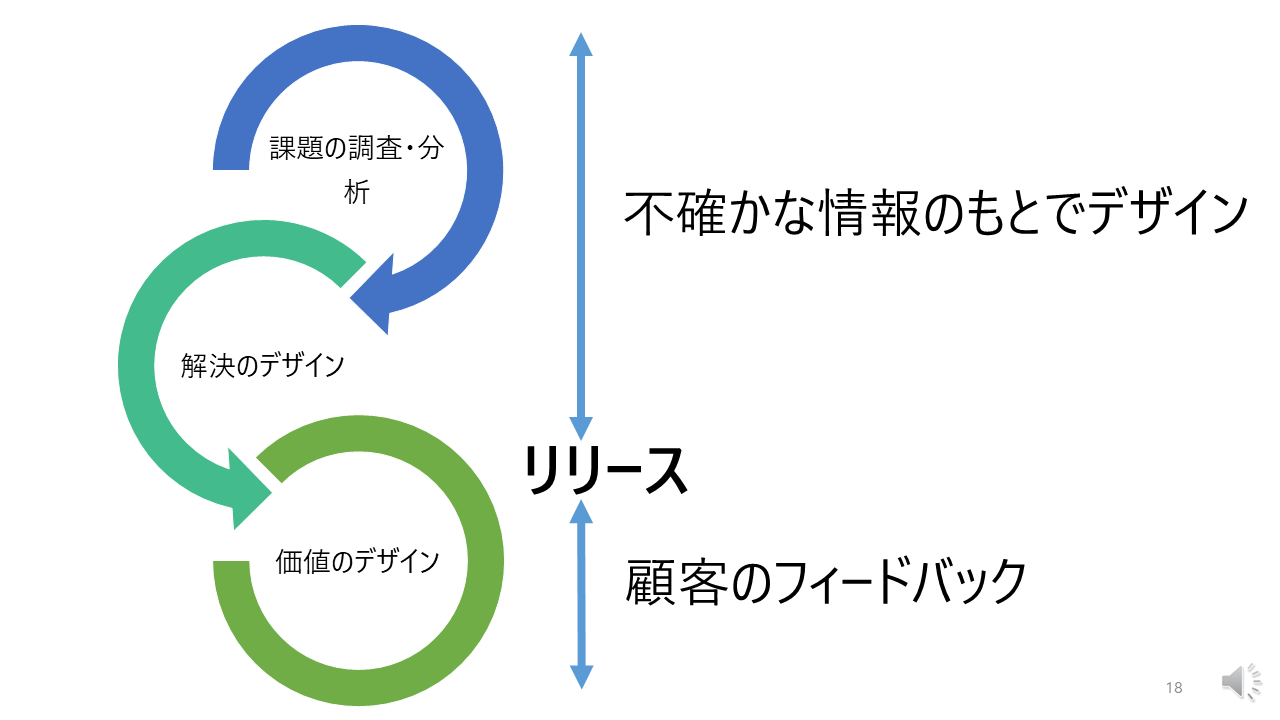 課題の調査・分
析
不確かな情報のもとでデザイン
解決のデザイン
リリース
価値のデザイン
顧客のフィードバック
18